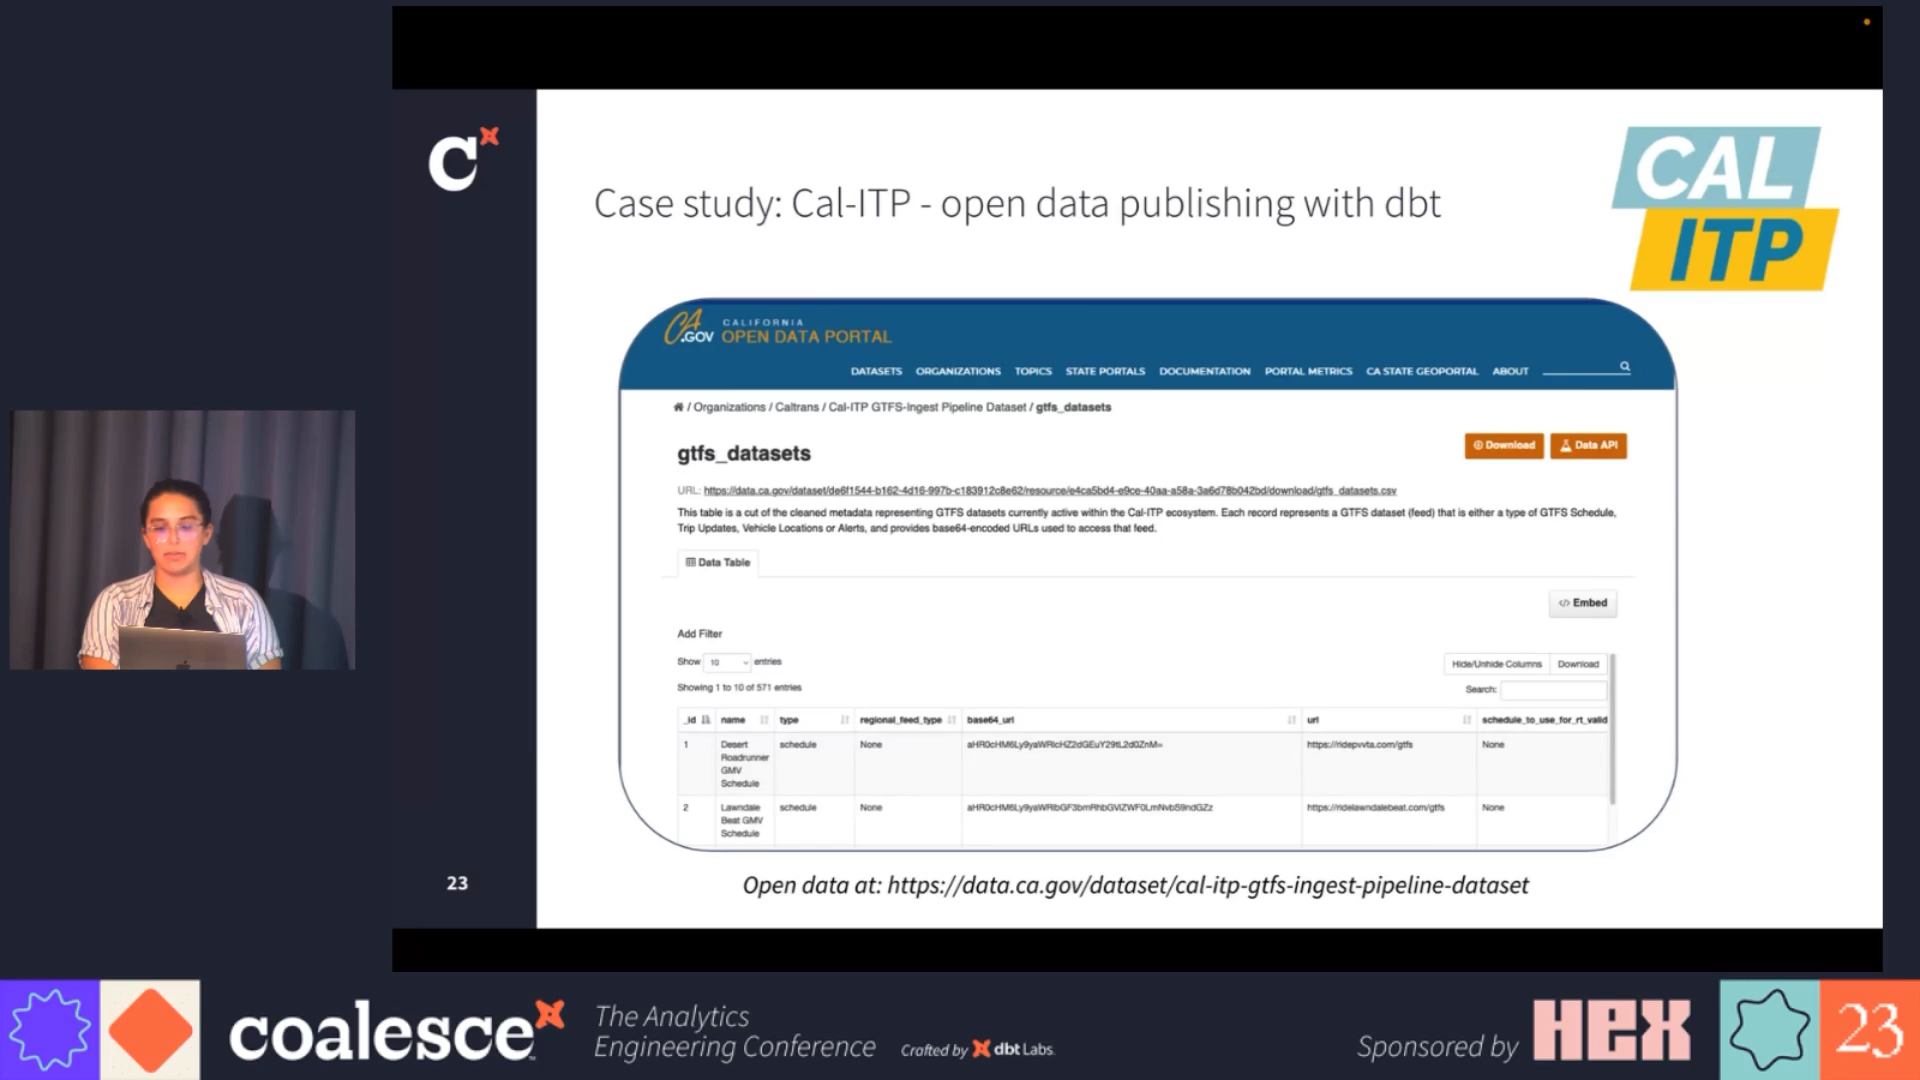 C
Case study: Cal-ITP - open data publishing with dbt
CAL
ITP
CA.GOV
CALIFORNIA
OPEN DATA PORTAL
DATASETS ORGANIZATIONS TOPICS STATE PORTALS DOCUMENTATION PORTAL METRICS CA STATE GEOPORTAL ABOUT
/ Organizations / Caltrans / Cal-ITP GTFS-Ingest Pipeline Dataset / gtfs_datasets
gtfs_datasets
Download
Data API
URL: https://data.ca.gov/dataset/de6f1544-b162-4d16-997b-c183912c8e62/resource/e4ca5bd4-e9ce-40aa-a58a-3a6d78b042bd/download/gtfs_datasets.csv
This table is a cut of the cleaned metadata representing GTFS datasets currently active within the Cal-ITP ecosystem. Each record represents a GTFS dataset (feed) that is either a type of GTFS Schedule,
Trip Updates, Vehicle Locations or Alerts, and provides base64-encoded URLs used to access that feed.
Data Table
</> Embed
Add Filter
Show 10 entries
Hide/Unhide Columns Download
Showing 1 to 10 of 571 entries
Search:
_id name type regional_feed_type base64_url url schedule_to_use_for_rt_valid
1 Desert schedule None https://ridepvvta.com/gtfs None
Roadrunner
GMV
Schedule
2 Lawndale schedule None https://ridelawndalebeat.com/gtfs None
Beat GMV
Schedule
Open data at: https://data.ca.gov/dataset/cal-itp-gtfs-ingest-pipeline-dataset
23
coalesce
The Analytics
Engineering Conference
Crafted by dbt Labs.
Sponsored by
HEX
23